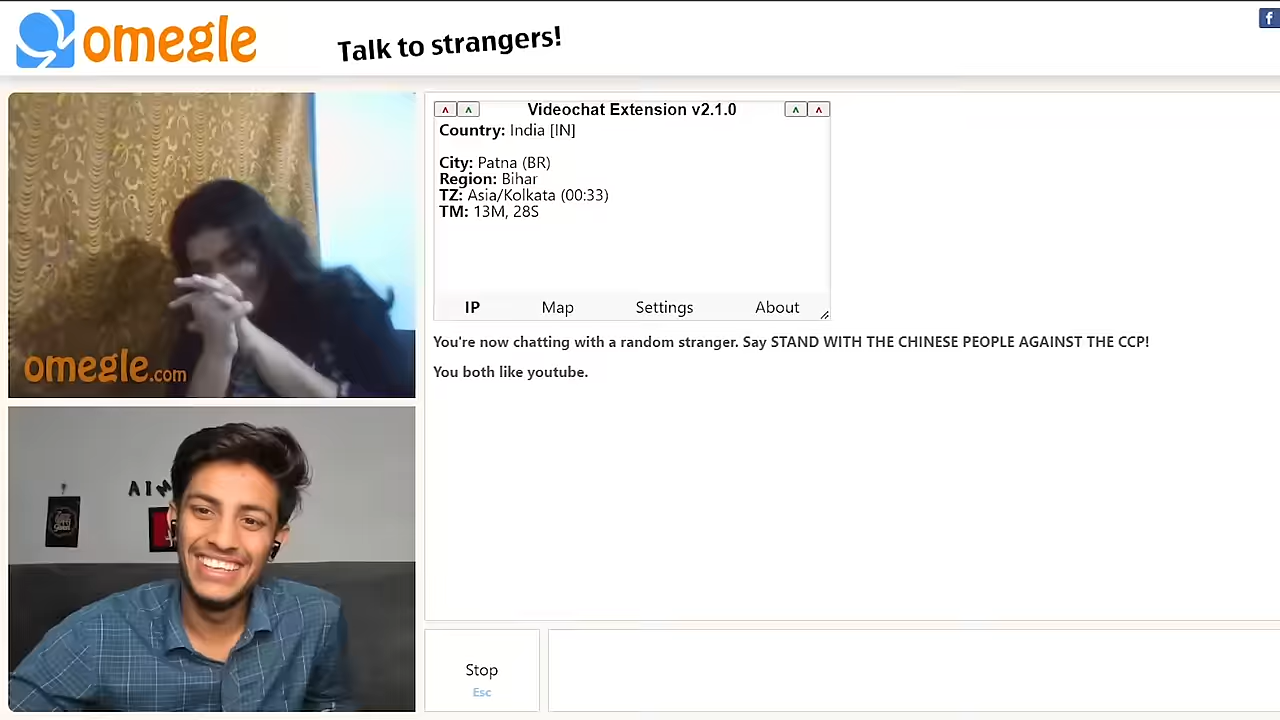 omegle
Talk to strangers!
f
Videochat Extension v2.1.0
Country: India [IN]
City: Patna (BR)
Region: Bihar
TZ: Asia/Kolkata (00:33)
TM: 13M, 28S
IP Map Settings About
You're now chatting with a random stranger. Say STAND WITH THE CHINESE PEOPLE AGAINST THE CCP!
You both like youtube.
omegle.com
AIM
Stop
Esc